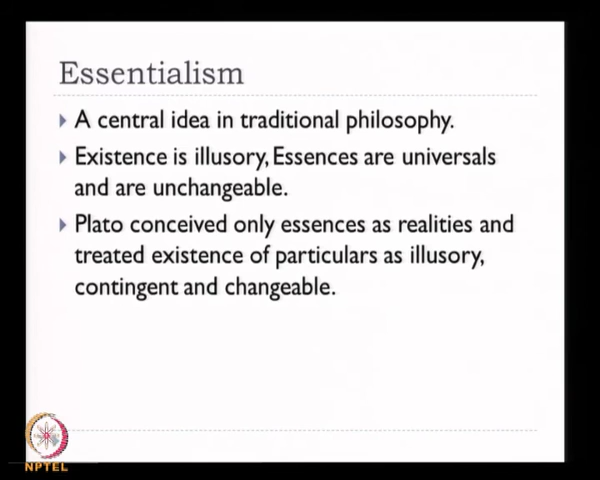 Essentialism
A central idea in traditional philosophy.
Existence is illusory, Essences are universals
and are unchangeable.
Plato conceived only essences as realities and
treated existence of particulars as illusory,
contingent and changeable.
NPTEL